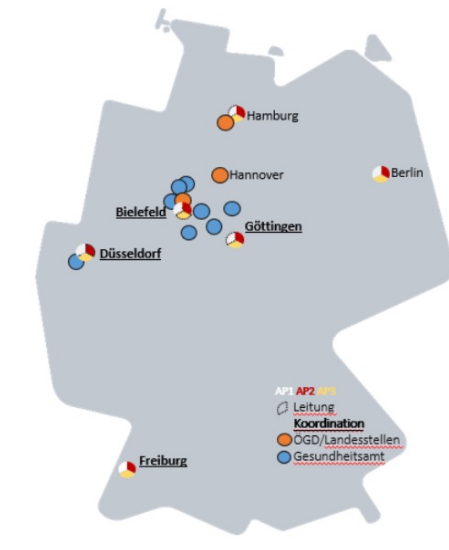 Hamburg
Hannover
Berlin
Bielefeld
Göttingen
Düsseldorf
AP1 AP2 AP3
Leitung
Koordination
ÖGD/Landesstellen
Gesundheitsamt
Freiburg